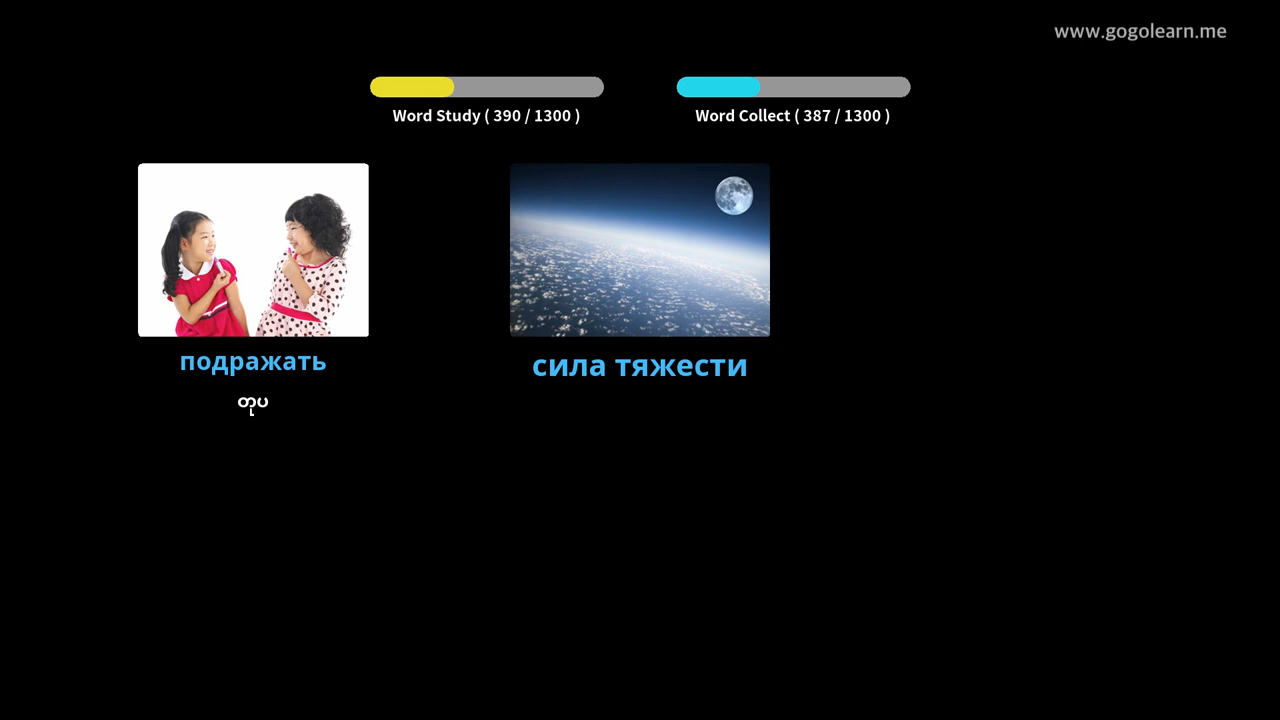 www.gogolearn.me
Word Study ( 390 / 1300 )
Word Collect ( 387 / 1300 )
подражать
တုပ
сила тяжести